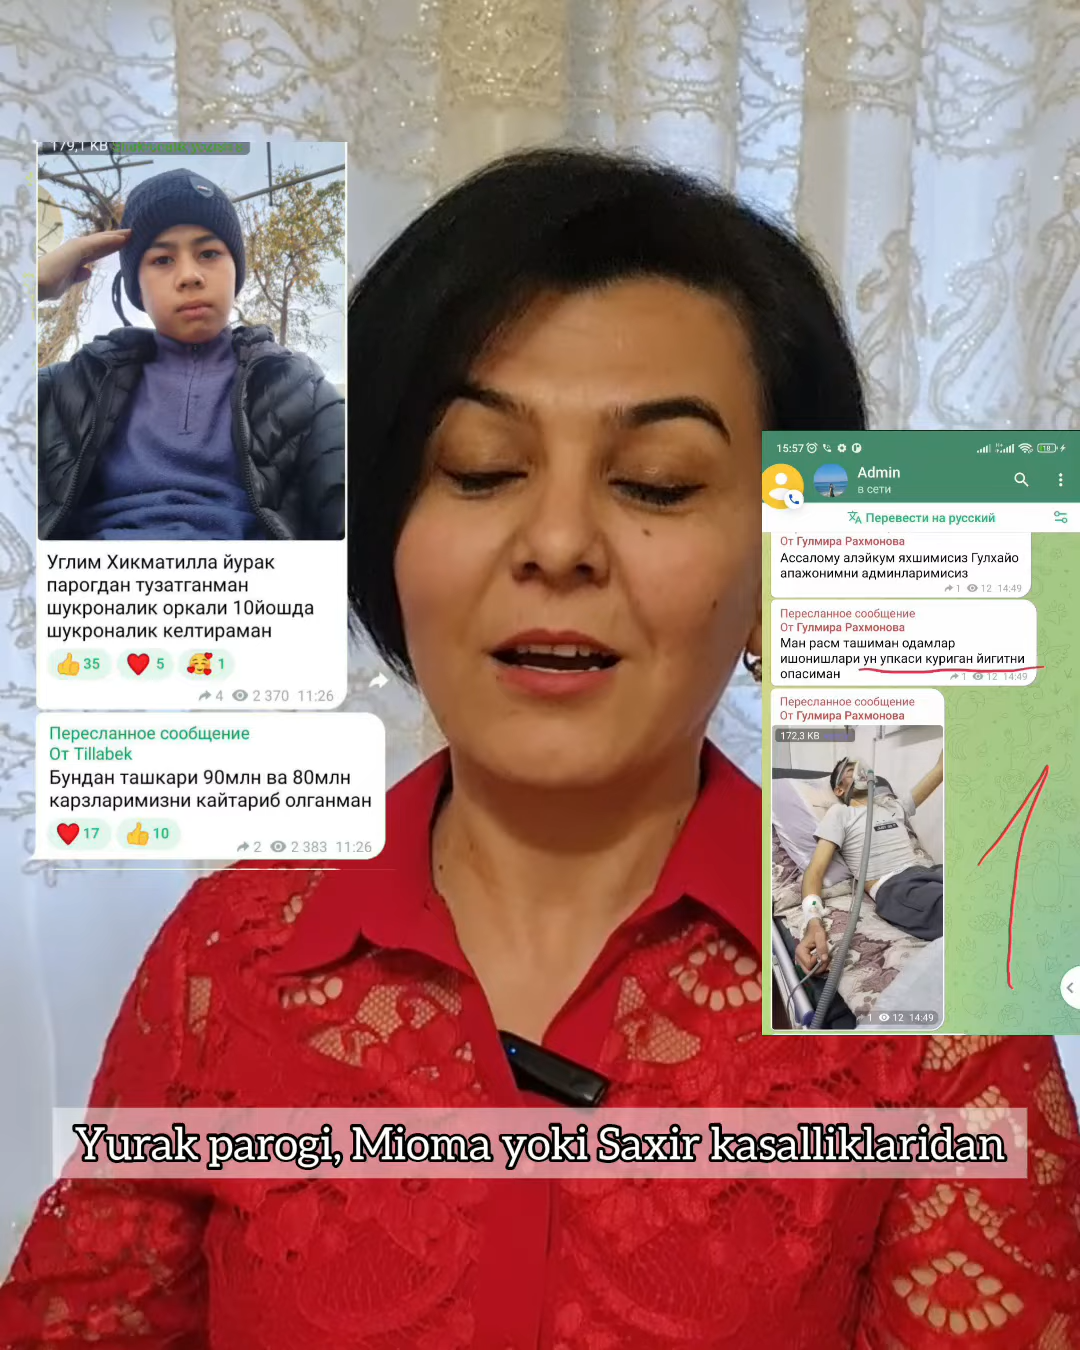 179,1 KB
Углим Хикматилла йурак
парогдан тузатганман
шукроналик оркали 10йошда
шукроналик келтираман
35 5 1
4 2 370 11:26
Пересланное сообщение
От Tillabek
Бундан ташкари 90млн ва 80млн
карзларимизни кайтариб олганман
17 10
2 2 383 11:26
15:57 18
Admin
в сети
Перевести на русский
От Гулмира Рахмонова
Ассалому алэйкум яхшимисиз Гулхайо
апажонимни админларимисиз
1 12 14:49
Пересланное сообщение
От Гулмира Рахмонова
Ман расм ташиман одамлар
ишонишлари ун упкаси куриган йигитни
опасиман
1 12 14:49
Пересланное сообщение
От Гулмира Рахмонова
172,3 KB
1 12 14:49
Yurak parogi, Mioma yoki Saxir kasalliklaridan